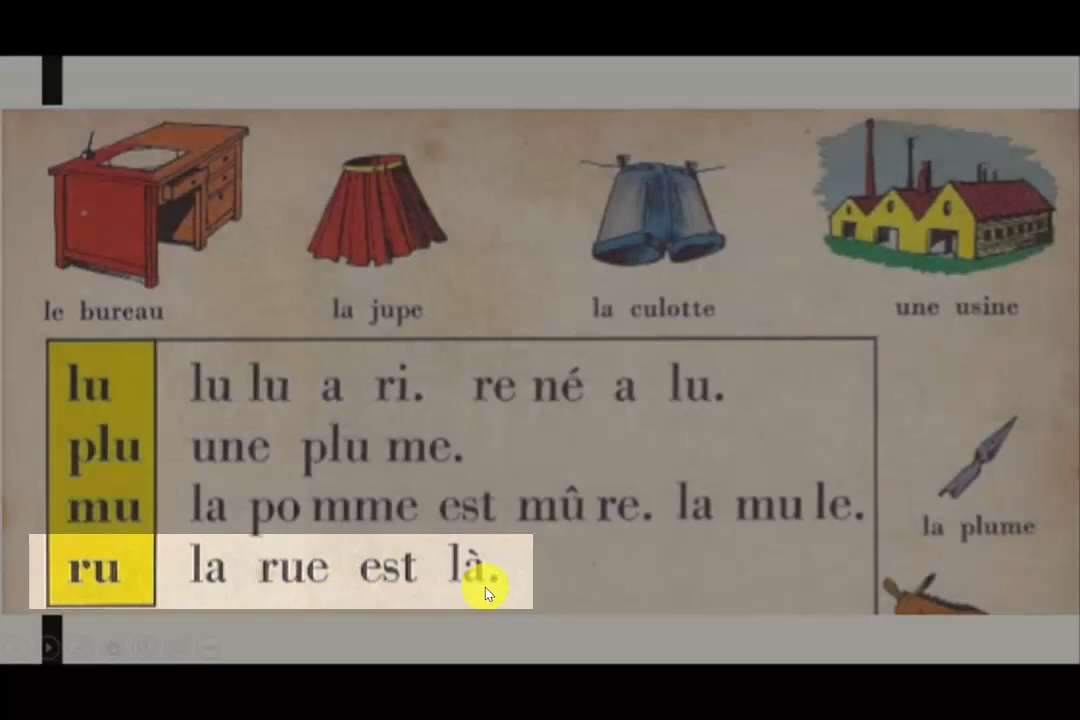 le bureau
la jupe
la culotte
une usine
lu lu lu a ri. re né a lu.
plu une plu me.
mu la po mme est mû re. la mu le.
ru la rue est là.
la plume